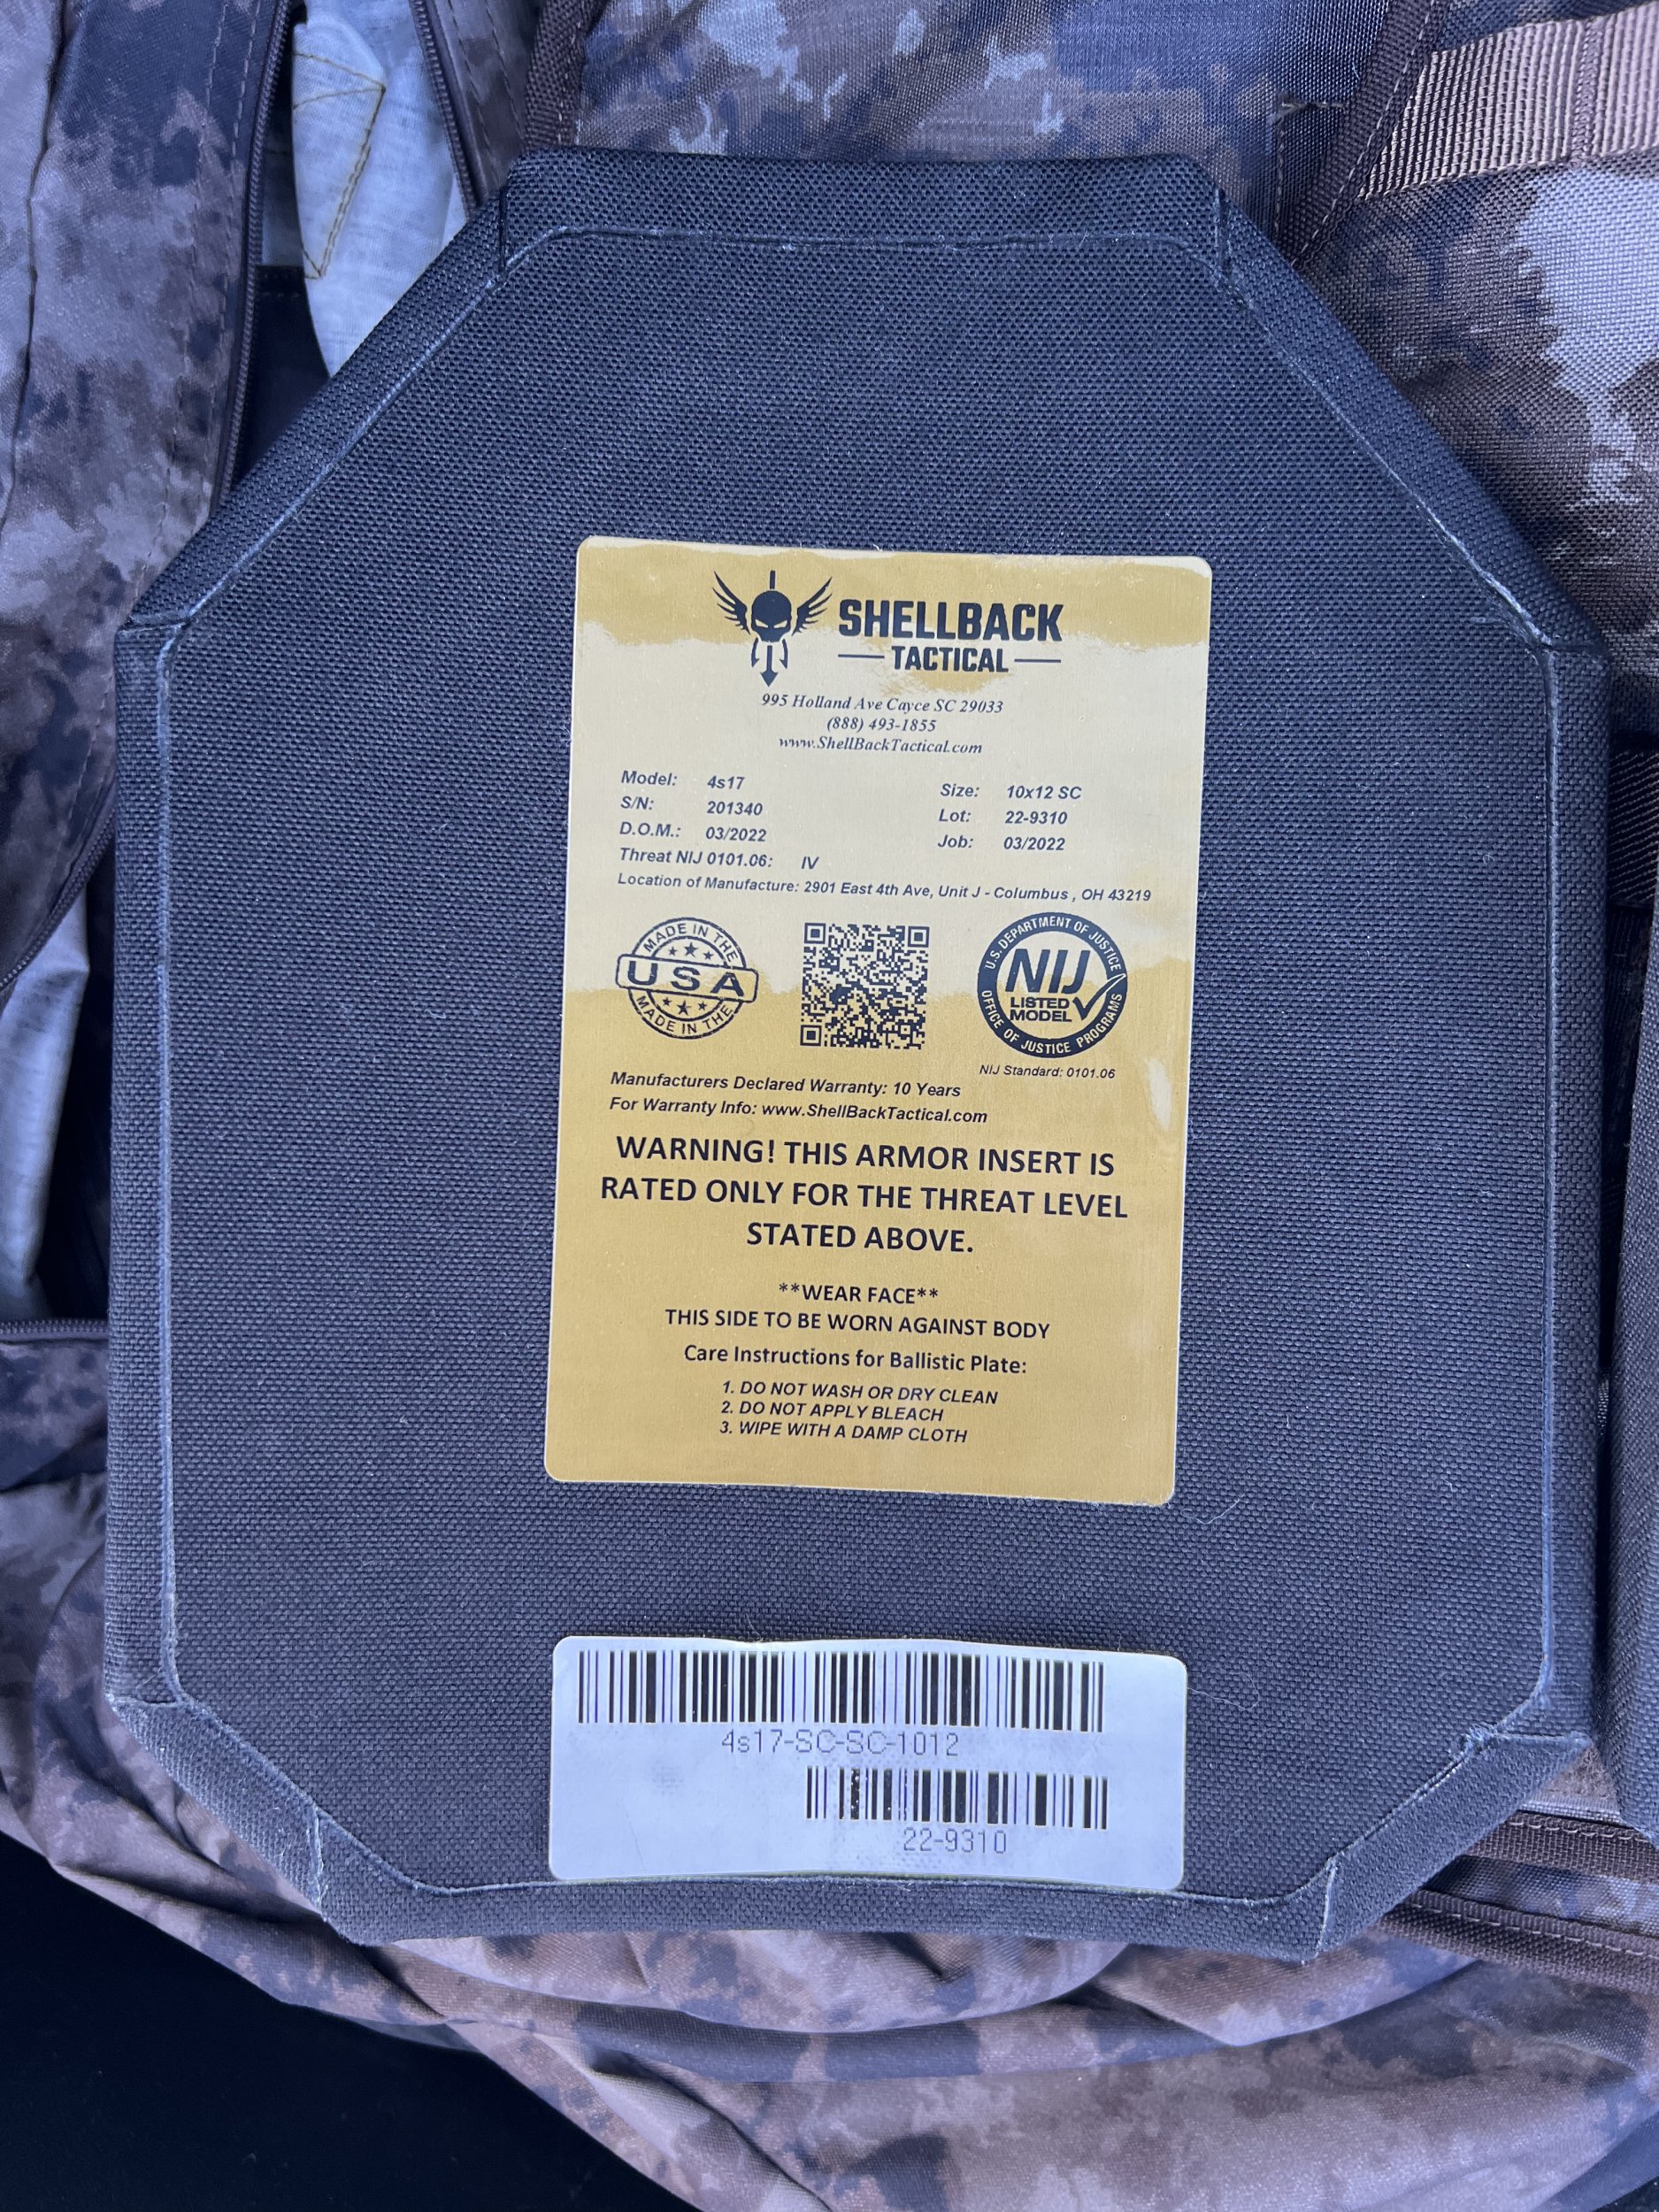 SHELLBACK
TACTICAL
995 Holland Ave Cayce SC 29033
(888) 493-1855
www.ShellBackTactical.com
Model: 4s17 Size: 10x12 SC
S/N: 201340 Lot: 22-9310
D.O.M.: 03/2022 Job: 03/2022
Threat NIJ 0101.06: IV
Location of Manufacture: 2901 East 4th Ave, Unit J - Columbus , OH 43219
MADE IN THE
USA
MADE IN THE
U.S. DEPARTMENT OF JUSTICE
NIJ
LISTED
MODEL
OFFICE OF JUSTICE PROGRAMS
NIJ Standard: 0101.06
Manufacturers Declared Warranty: 10 Years
For Warranty Info: www.ShellBackTactical.com
WARNING! THIS ARMOR INSERT IS
RATED ONLY FOR THE THREAT LEVEL
STATED ABOVE.
**WEAR FACE**
THIS SIDE TO BE WORN AGAINST BODY
Care Instructions for Ballistic Plate:
1. DO NOT WASH OR DRY CLEAN
2. DO NOT APPLY BLEACH
3. WIPE WITH A DAMP CLOTH
4s17-SC-SC-1012
22-9310